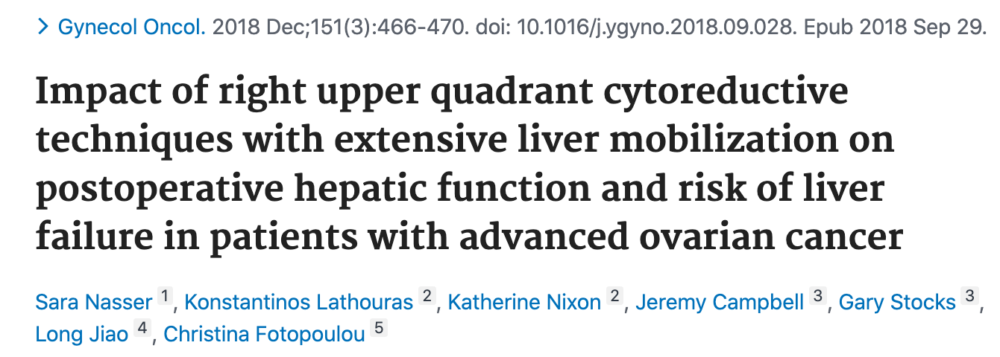 > Gynecol Oncol. 2018 Dec;151(3):466-470. doi: 10.1016/j.ygyno.2018.09.028. Epub 2018 Sep 29.
Impact of right upper quadrant cytoreductive
techniques with extensive liver mobilization on
postoperative hepatic function and risk of liver
failure in patients with advanced ovarian cancer
Sara Nasser 1, Konstantinos Lathouras 2, Katherine Nixon 2, Jeremy Campbell 3, Gary Stocks 3,
Long Jiao 4, Christina Fotopoulou 5